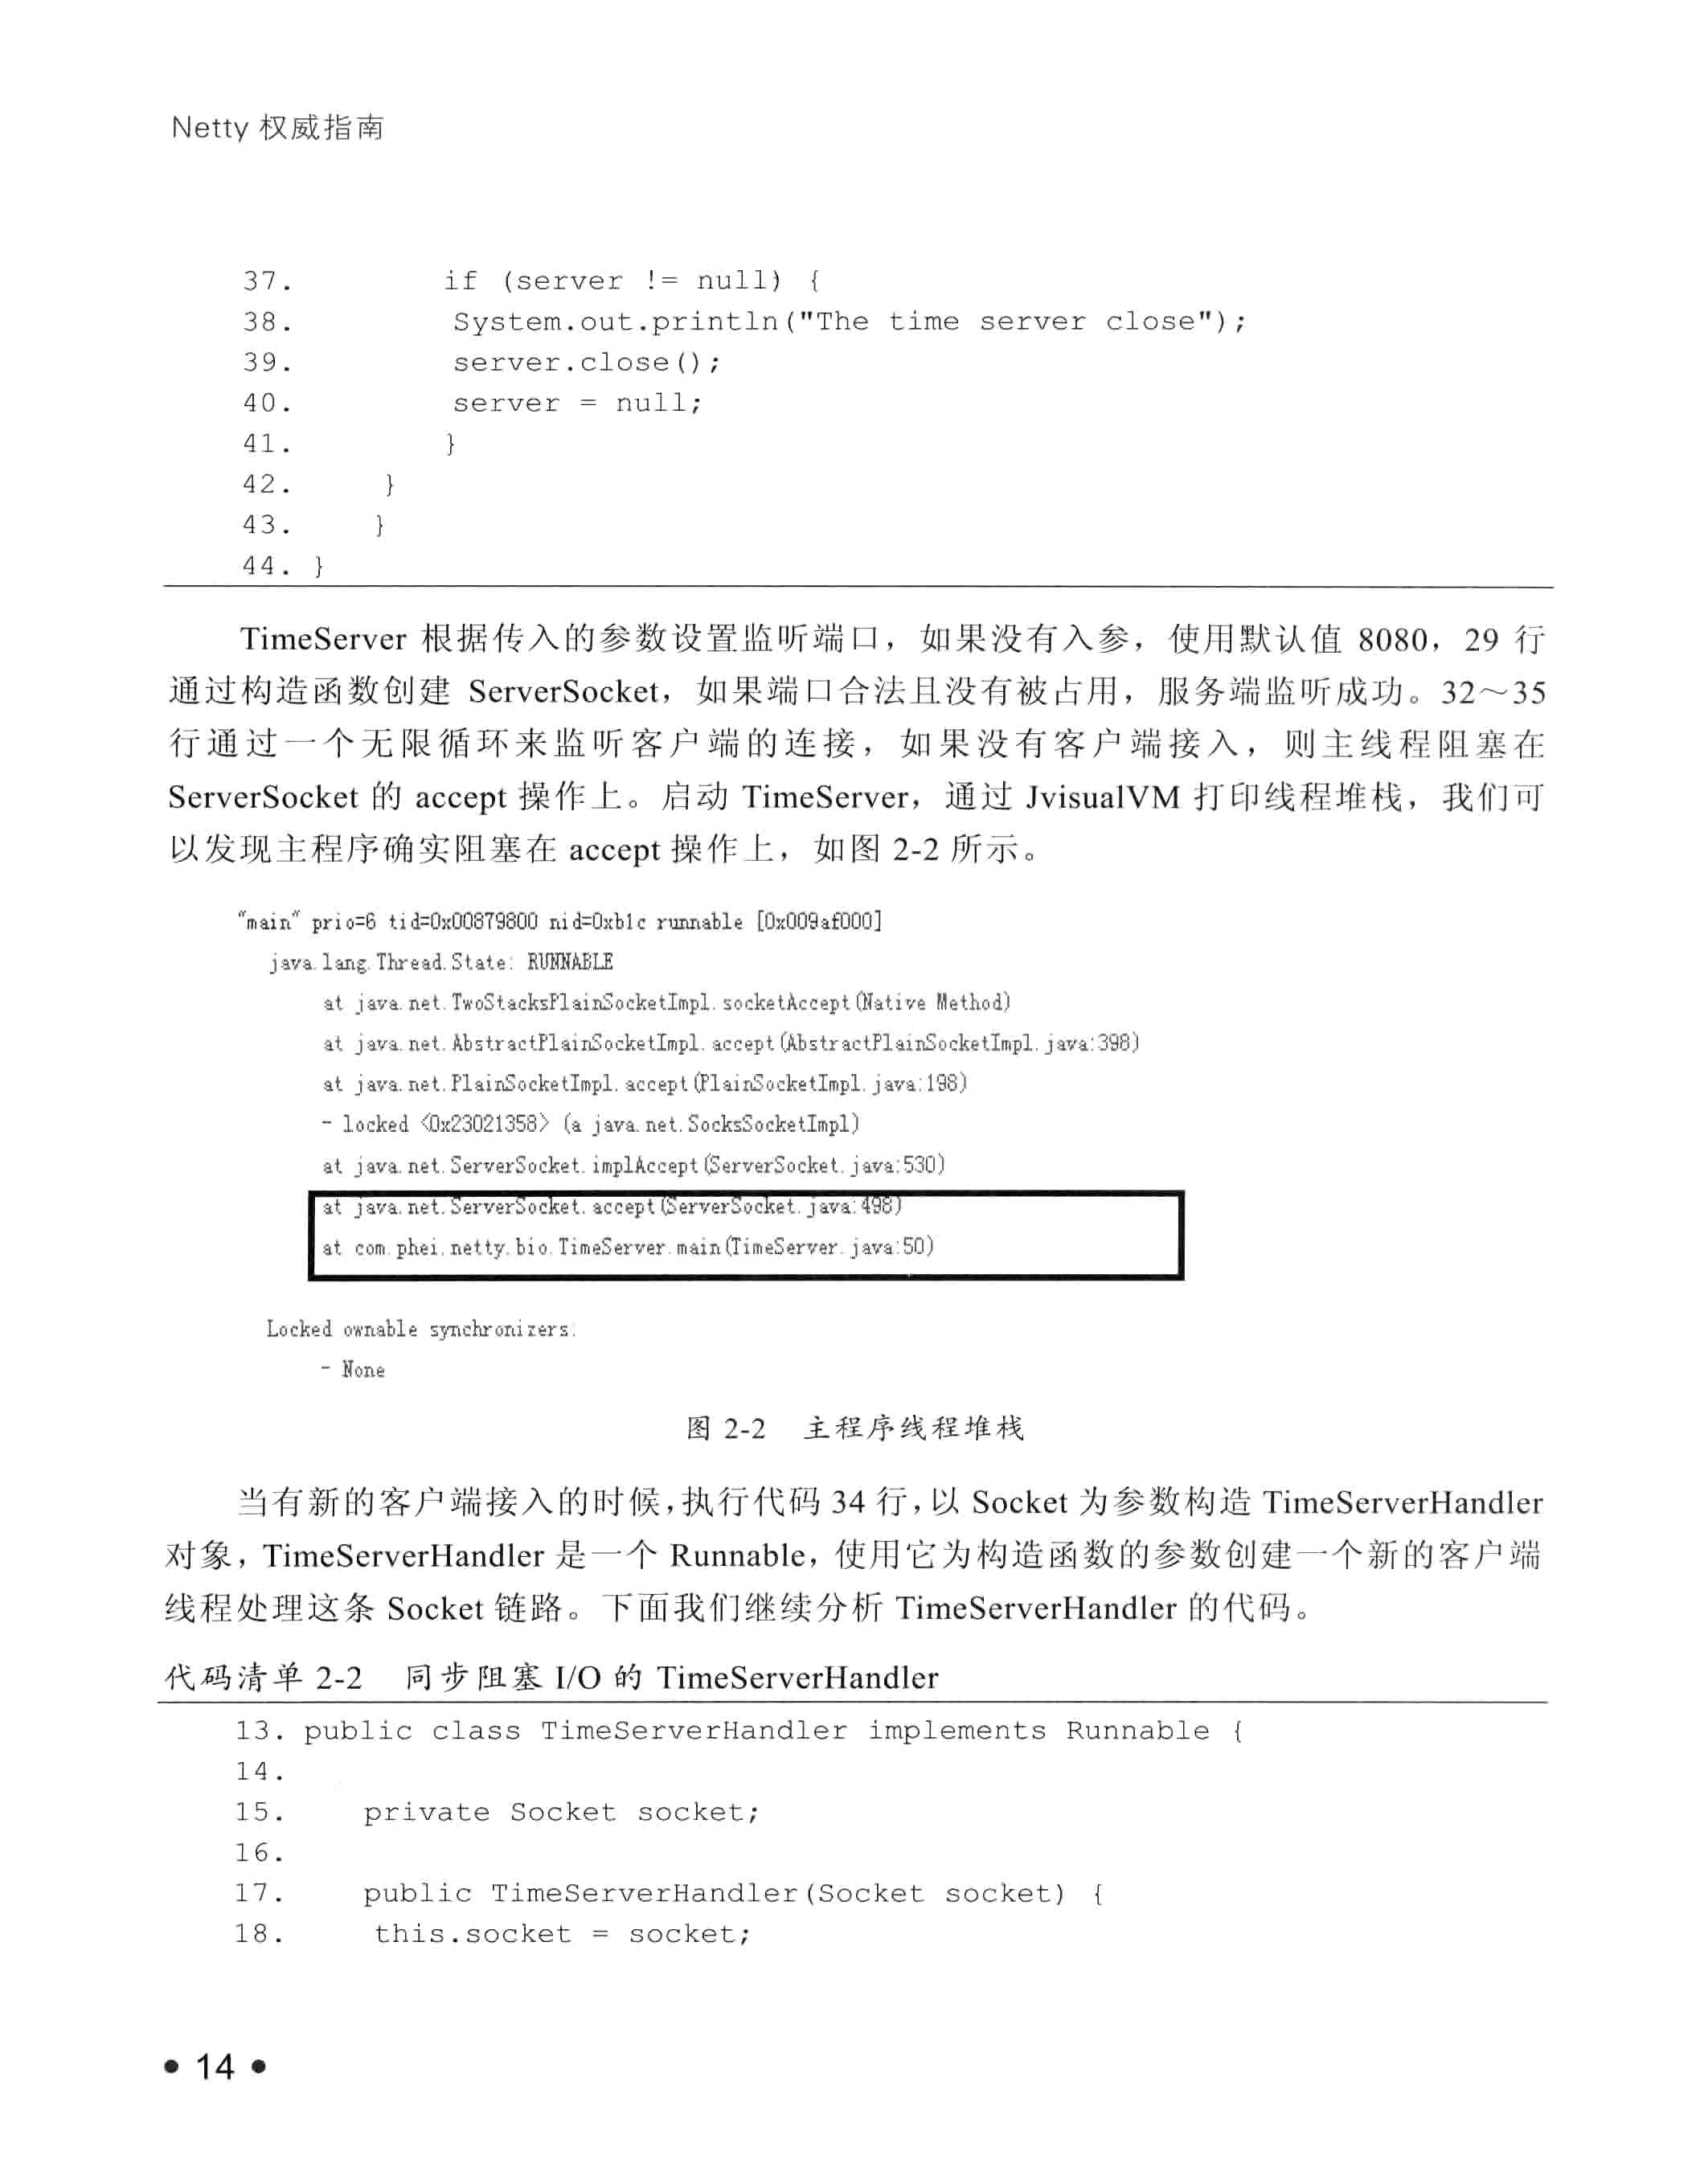 Netty 权威指南
37.          if (server != null) {
38.          System.out.println("The time server close");
39.          server.close();
40.          server = null;
41.          }
42.      }
43.     }
44. }
TimeServer 根据传入的参数设置监听端口，如果没有入参，使用默认值 8080，29 行
通过构造函数创建 ServerSocket，如果端口合法且没有被占用，服务端监听成功。32～35
行通过一个无限循环来监听客户端的连接，如果没有客户端接入，则主线程阻塞在
ServerSocket 的 accept 操作上。启动 TimeServer，通过 JvisualVM 打印线程堆栈，我们可
以发现主程序确实阻塞在 accept 操作上，如图 2-2 所示。
"main" prio=6 tid=0x00879800 nid=0xb1c runnable [0x009af000]
java.lang.Thread.State: RUNNABLE
at java.net.TwoStacksPlainSocketImpl.socketAccept(Native Method)
at java.net.AbstractPlainSocketImpl.accept(AbstractPlainSocketImpl.java:398)
at java.net.PlainSocketImpl.accept(PlainSocketImpl.java:198)
- locked <0x23021358> (a java.net.SocksSocketImpl)
at java.net.ServerSocket.implAccept(ServerSocket.java:530)
at java.net.ServerSocket.accept(ServerSocket.java:498)
at com.phei.netty.bio.TimeServer.main(TimeServer.java:50)
Locked ownable synchronizers:
- None
图 2-2 主程序线程堆栈
当有新的客户端接入的时候，执行代码 34 行，以 Socket 为参数构造 TimeServerHandler
对象，TimeServerHandler 是一个 Runnable，使用它为构造函数的参数创建一个新的客户端
线程处理这条 Socket 链路。下面我们继续分析 TimeServerHandler 的代码。
代码清单 2-2 同步阻塞 I/O 的 TimeServerHandler
13. public class TimeServerHandler implements Runnable {
14.
15.    private Socket socket;
16.
17.    public TimeServerHandler(Socket socket) {
18.    this.socket = socket;
• 14 •